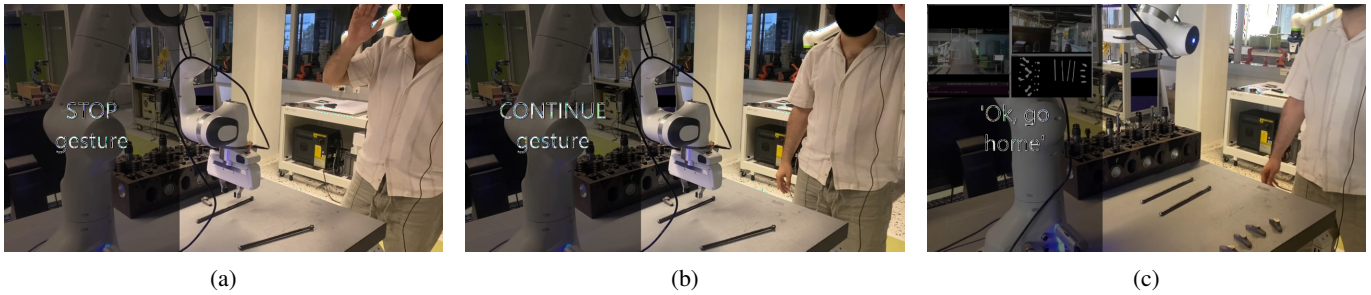 STOP
gesture
CONTINUE
gesture
'Ok, go
home'
(a)
(b)
(c)